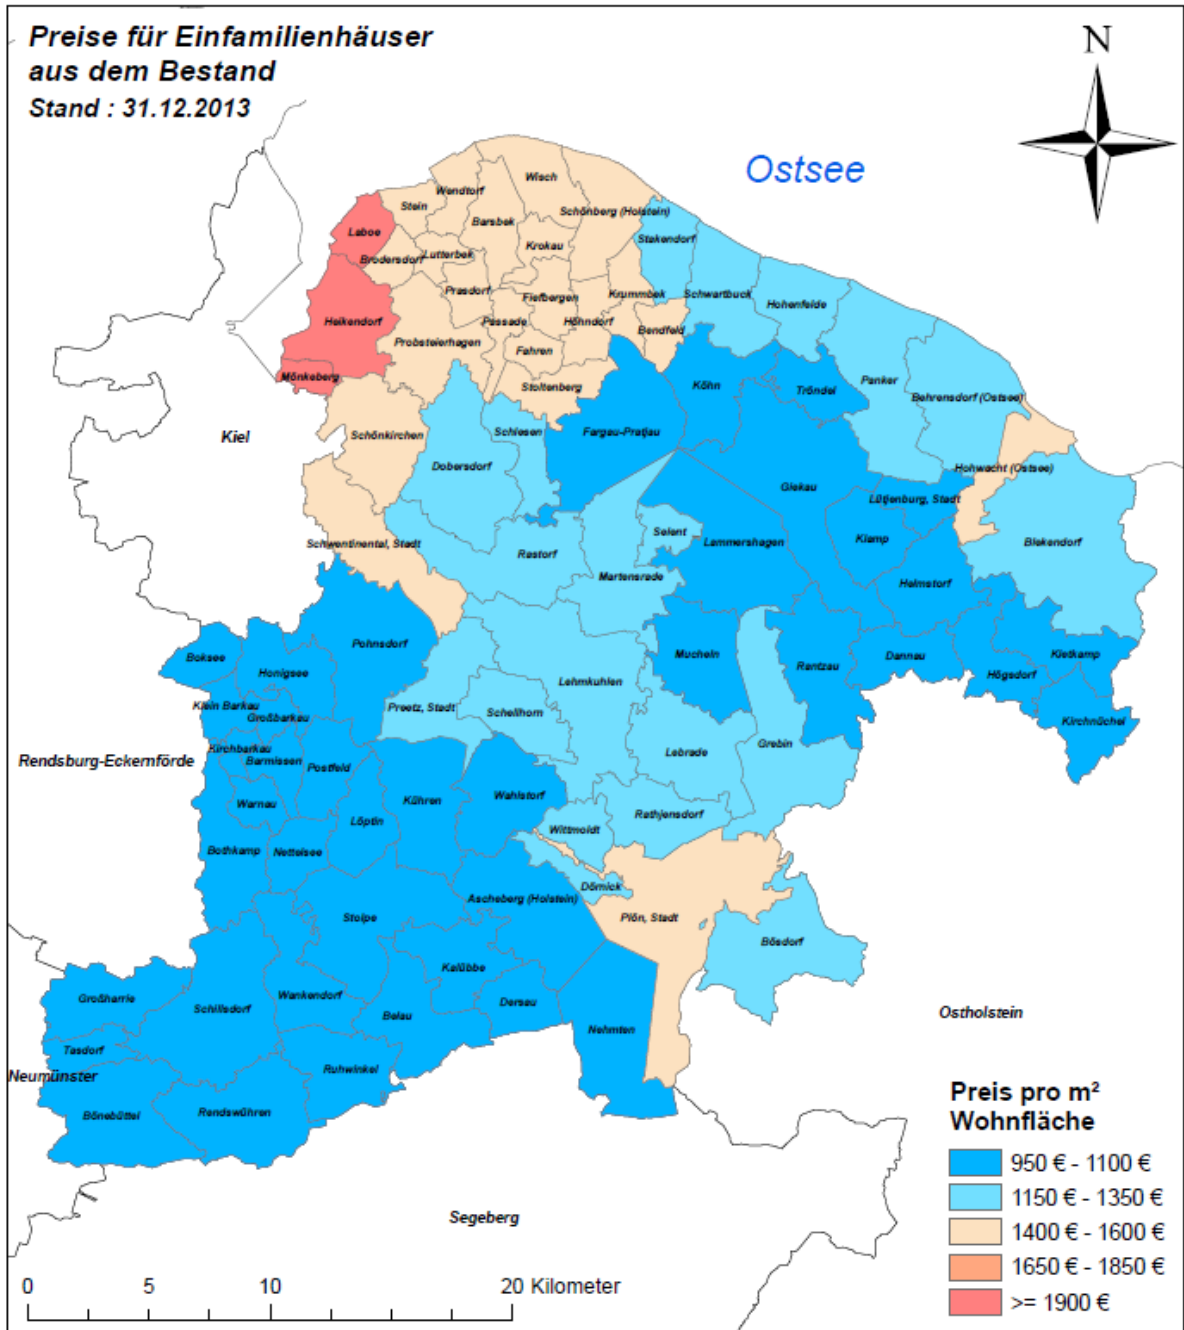 Preise für Einfamilienhäuser
aus dem Bestand
Stand : 31.12.2013
N
Ostsee
Wisch
Wendtorf
Stein
Barsbek
Schönberg (Holstein)
Laboe
Stakendorf
Krokau
Lutterbek
Brodersdorf
Prasdorf
Fiefbergen
Krummbek
Schwartbuck
Hohenfelde
Heikendorf
Passade
Höhndorf
Bendfeld
Probsteierhagen
Fahren
Mönkeberg
Stoltenberg
Köhn
Tröndel
Panker
Behrensdorf (Ostsee)
Kiel
Schönkirchen
Schlesen
Fargau-Pratjau
Dobersdorf
Hohwacht (Ostsee)
Giekau
Lütjenburg, Stadt
Selent
Schwentinental, Stadt
Rastorf
Lammershagen
Klamp
Blekendorf
Martensrade
Helmstorf
Pohnsdorf
Boksee
Mucheln
Dannau
Kletkamp
Honigsee
Rantzau
Högsdorf
Lehmkuhlen
Klein Barkau
Preetz, Stadt
Schellhorn
Großbarkau
Kirchnüchel
Kirchbarkau
Grebin
Lebrade
Rendsburg-Eckernförde
Barmissen
Postfeld
Wahlstorf
Kühren
Warnau
Rathjensdorf
Löptin
Wittmoldt
Bothkamp
Nettelsee
Dörnick
Ascheberg (Holstein)
Stolpe
Plön, Stadt
Bösdorf
Kalübbe
Großharrie
Wankendorf
Dersau
Schillsdorf
Belau
Ostholstein
Nehmten
Tasdorf
Ruhwinkel
Neumünster
Bönebüttel
Rendswühren
Segeberg
Preis pro m²
Wohnfläche
950 € - 1100 €
1150 € - 1350 €
1400 € - 1600 €
1650 € - 1850 €
>= 1900 €
0 5 10 20 Kilometer